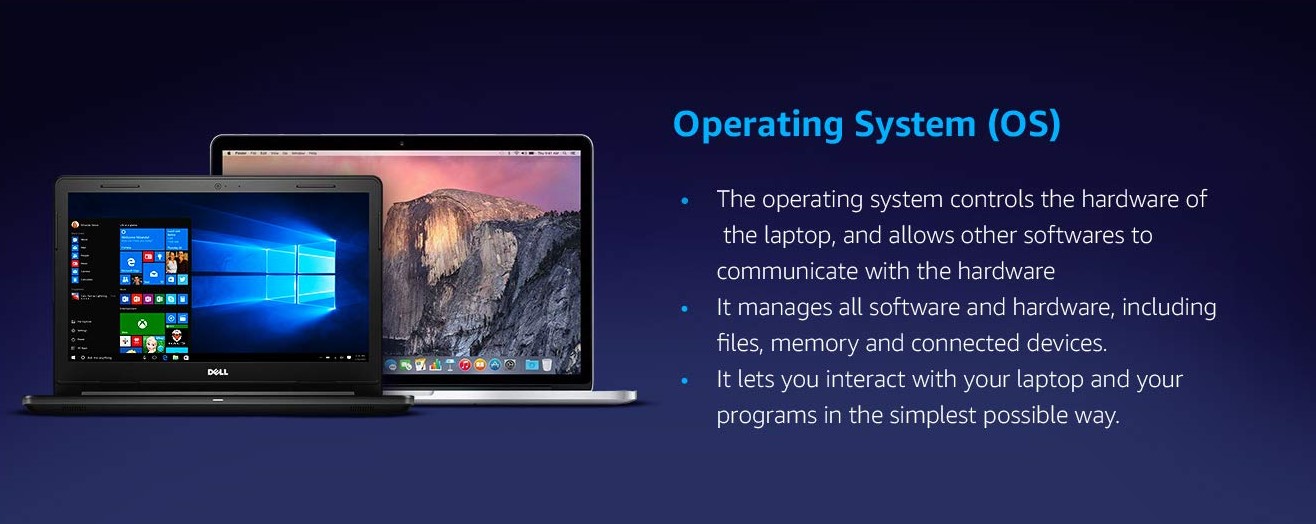 Operating System (OS)
• The operating system controls the hardware of
the laptop, and allows other softwares to
communicate with the hardware
• It manages all software and hardware, including
files, memory and connected devices.
• It lets you interact with your laptop and your
programs in the simplest possible way.
DELL